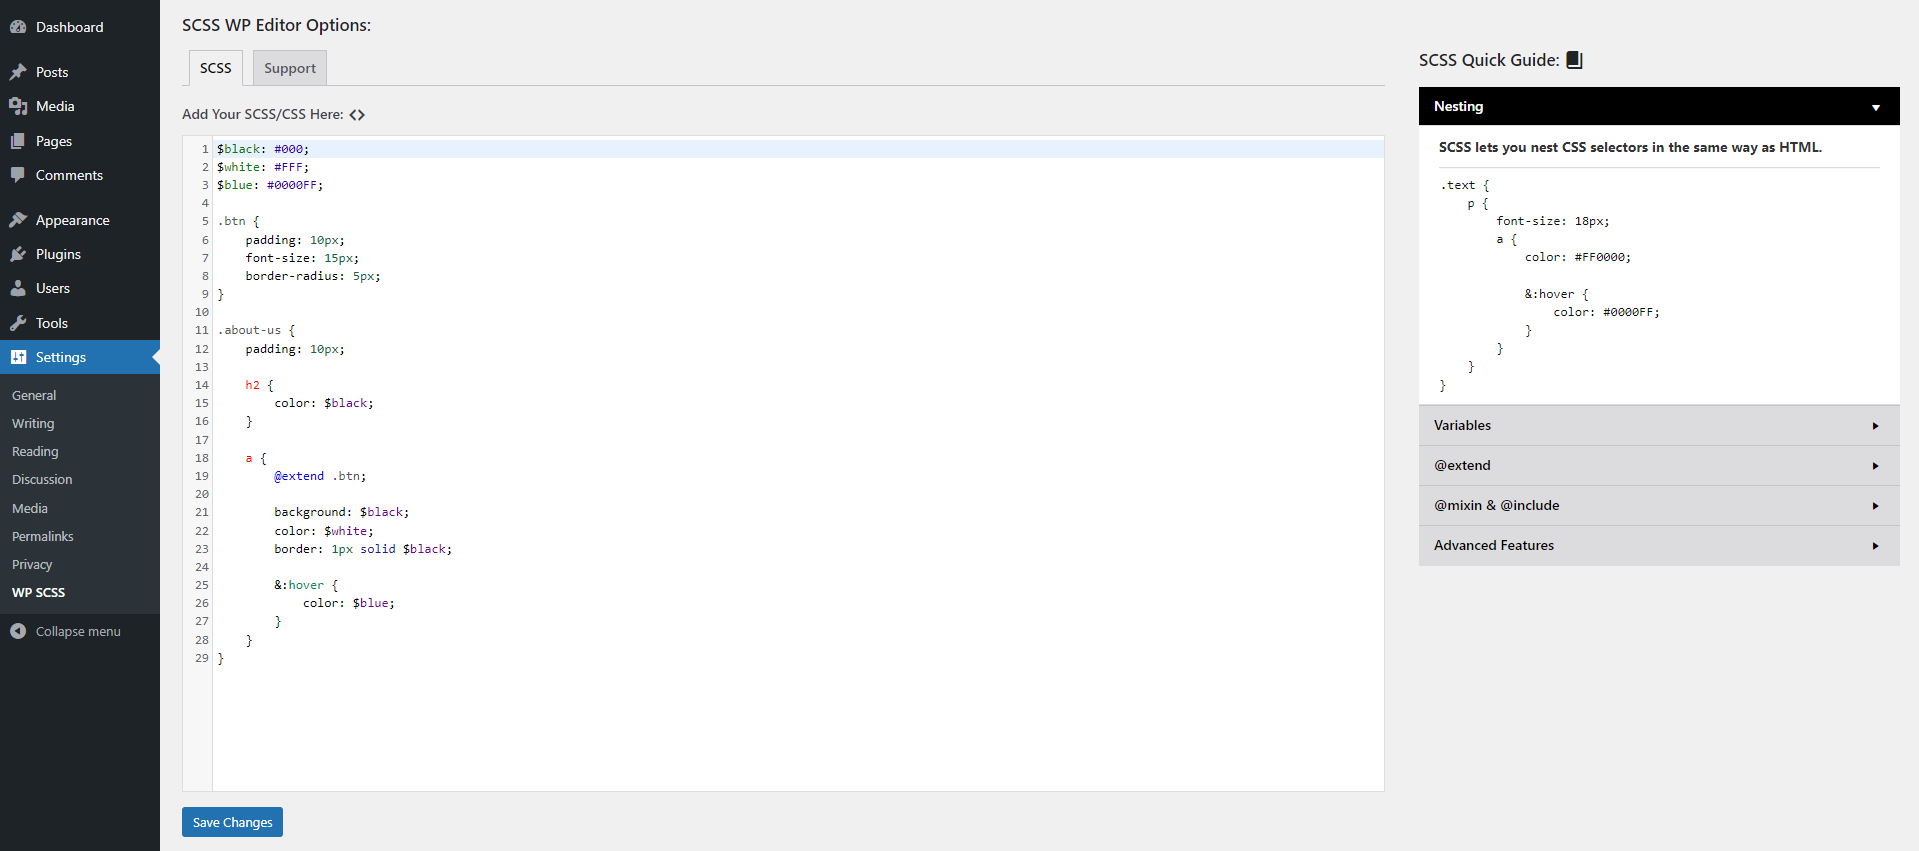 Dashboard
Posts
Media
Pages
Comments
Appearance
Plugins
Users
Tools
Settings
General
Writing
Reading
Discussion
Media
Permalinks
Privacy
WP SCSS
Collapse menu
SCSS WP Editor Options:
SCSS
Support
Add Your SCSS/CSS Here: <>
1 $black: #000;
2 $white: #FFF;
3 $blue: #0000FF;
4
5 .btn {
6     padding: 10px;
7     font-size: 15px;
8     border-radius: 5px;
9 }
10
11 .about-us {
12     padding: 10px;
13
14     h2 {
15         color: $black;
16     }
17
18     a {
19         @extend .btn;
20
21         background: $black;
22         color: $white;
23         border: 1px solid $black;
24
25         &:hover {
26             color: $blue;
27         }
28     }
29 }
Save Changes
SCSS Quick Guide:
Nesting
SCSS lets you nest CSS selectors in the same way as HTML.
.text {
    p {
        font-size: 18px;
        a {
            color: #FF0000;
            &:hover {
                color: #0000FF;
            }
        }
    }
}
Variables
@extend
@mixin & @include
Advanced Features